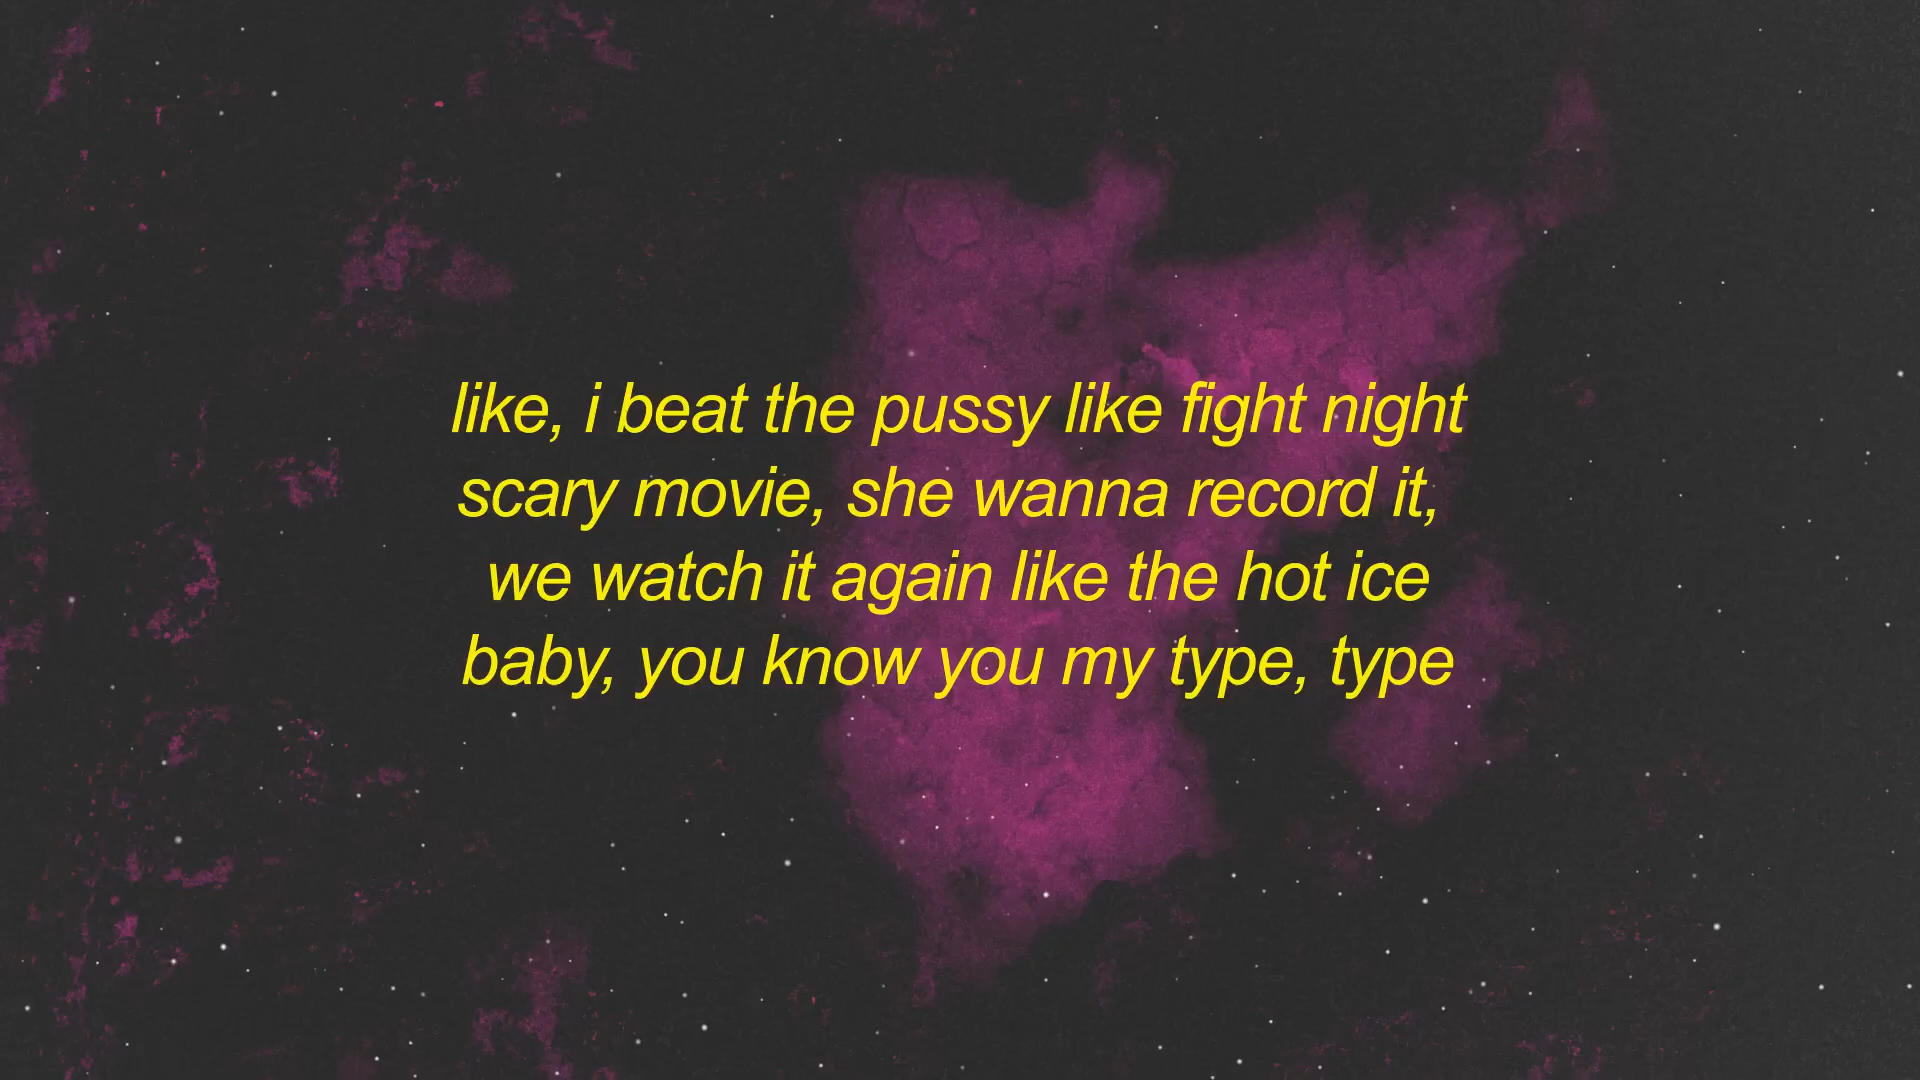 like, i beat the pussy like fight night
scary movie, she wanna record it,
we watch it again like the hot ice
baby, you know you my type, type